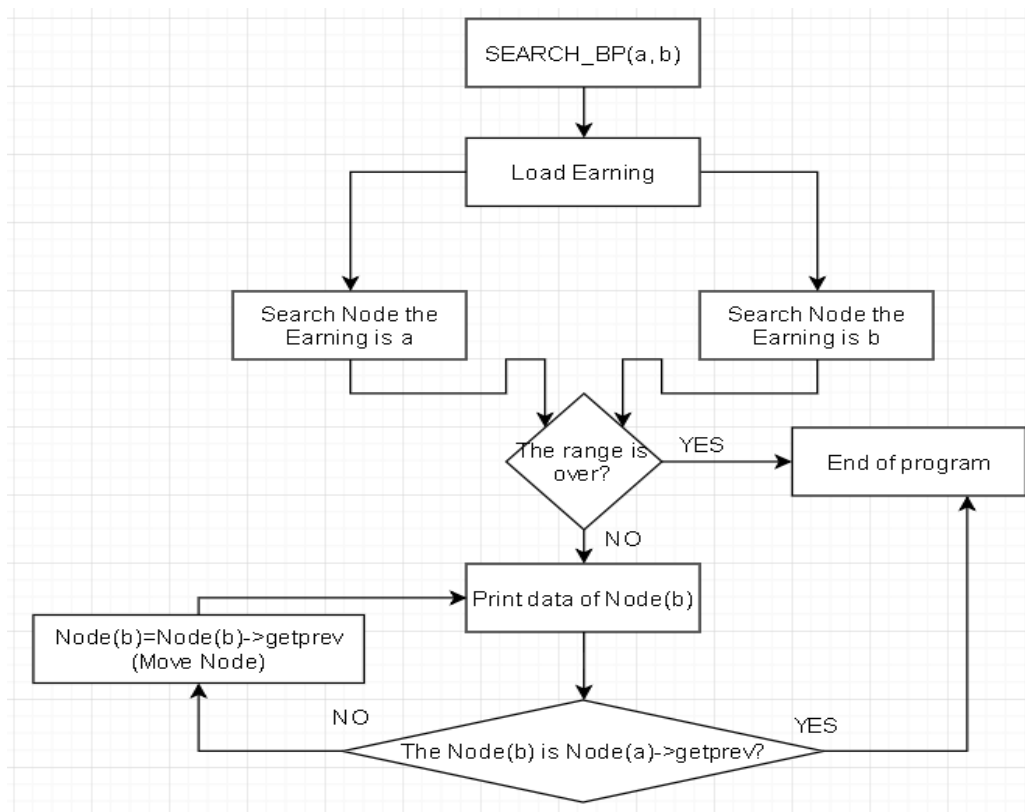 SEARCH_BP(a, b)
Load Earning
Search Node the
Earning is a
Search Node the
Earning is b
The range is
over?
YES
End of program
NO
Print data of Node(b)
Node(b)=Node(b)->getprev
(Move Node)
NO
YES
The Node(b) is Node(a)->getprev?